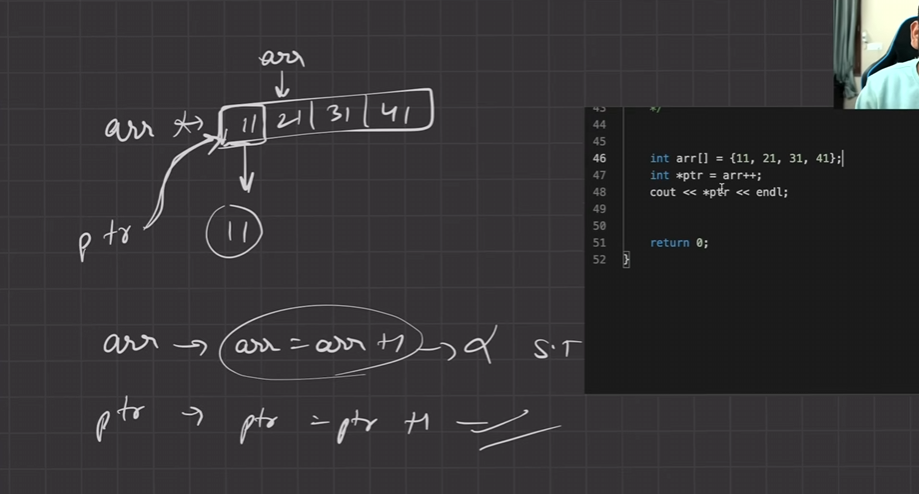 arr
arr → 11 | 21 | 31 | 41
ptr
11
arr → arr = arr + 1 → α S.T
ptr → ptr = ptr + 1
43 */
44
45
46 int arr[] = {11, 21, 31, 41};
47 int *ptr = arr++;
48 cout << *ptr << endl;
49
50
51 return 0;
52 }